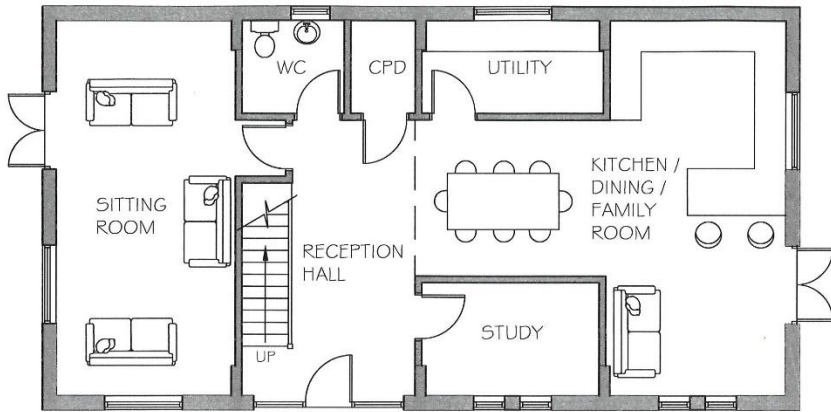 WC
CPD
UTILITY
SITTING
ROOM
RECEPTION
HALL
KITCHEN /
DINING /
FAMILY
ROOM
STUDY
UP